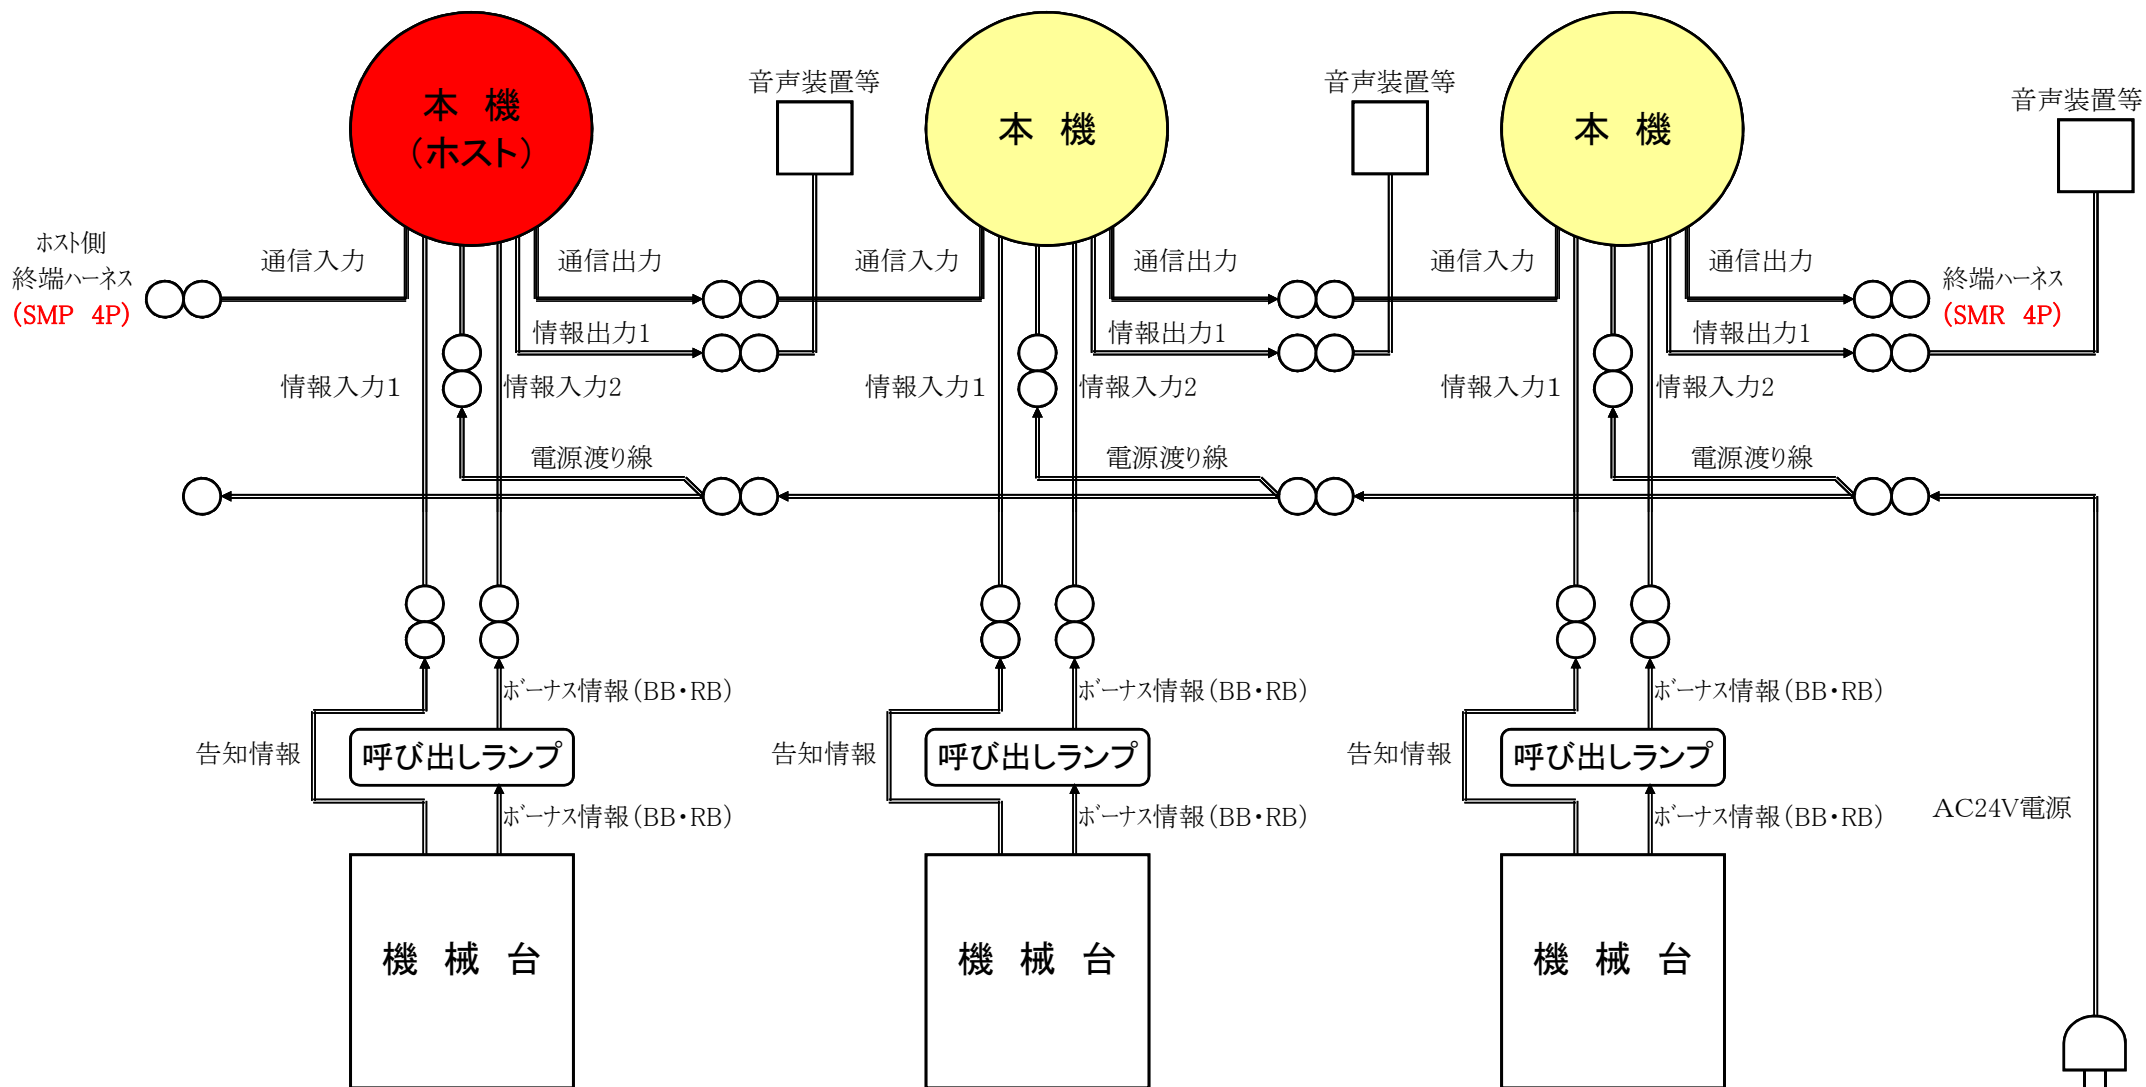 本 機
（ホスト）
音声装置等
本 機
音声装置等
本 機
音声装置等
ﾎｽﾄ側
終端ﾊｰﾈｽ
(SMP 4P)
通信入力
通信出力
通信入力
通信出力
通信入力
通信出力
終端ﾊｰﾈｽ
(SMR 4P)
情報出力1
情報出力1
情報出力1
情報入力1
情報入力2
情報入力1
情報入力2
情報入力1
情報入力2
電源渡り線
電源渡り線
電源渡り線
ﾎﾞｰﾅｽ情報(BB・RB)
ﾎﾞｰﾅｽ情報(BB・RB)
ﾎﾞｰﾅｽ情報(BB・RB)
告知情報
呼び出しランプ
告知情報
呼び出しランプ
告知情報
呼び出しランプ
ﾎﾞｰﾅｽ情報(BB・RB)
ﾎﾞｰﾅｽ情報(BB・RB)
ﾎﾞｰﾅｽ情報(BB・RB)
AC24V電源
機 械 台
機 械 台
機 械 台